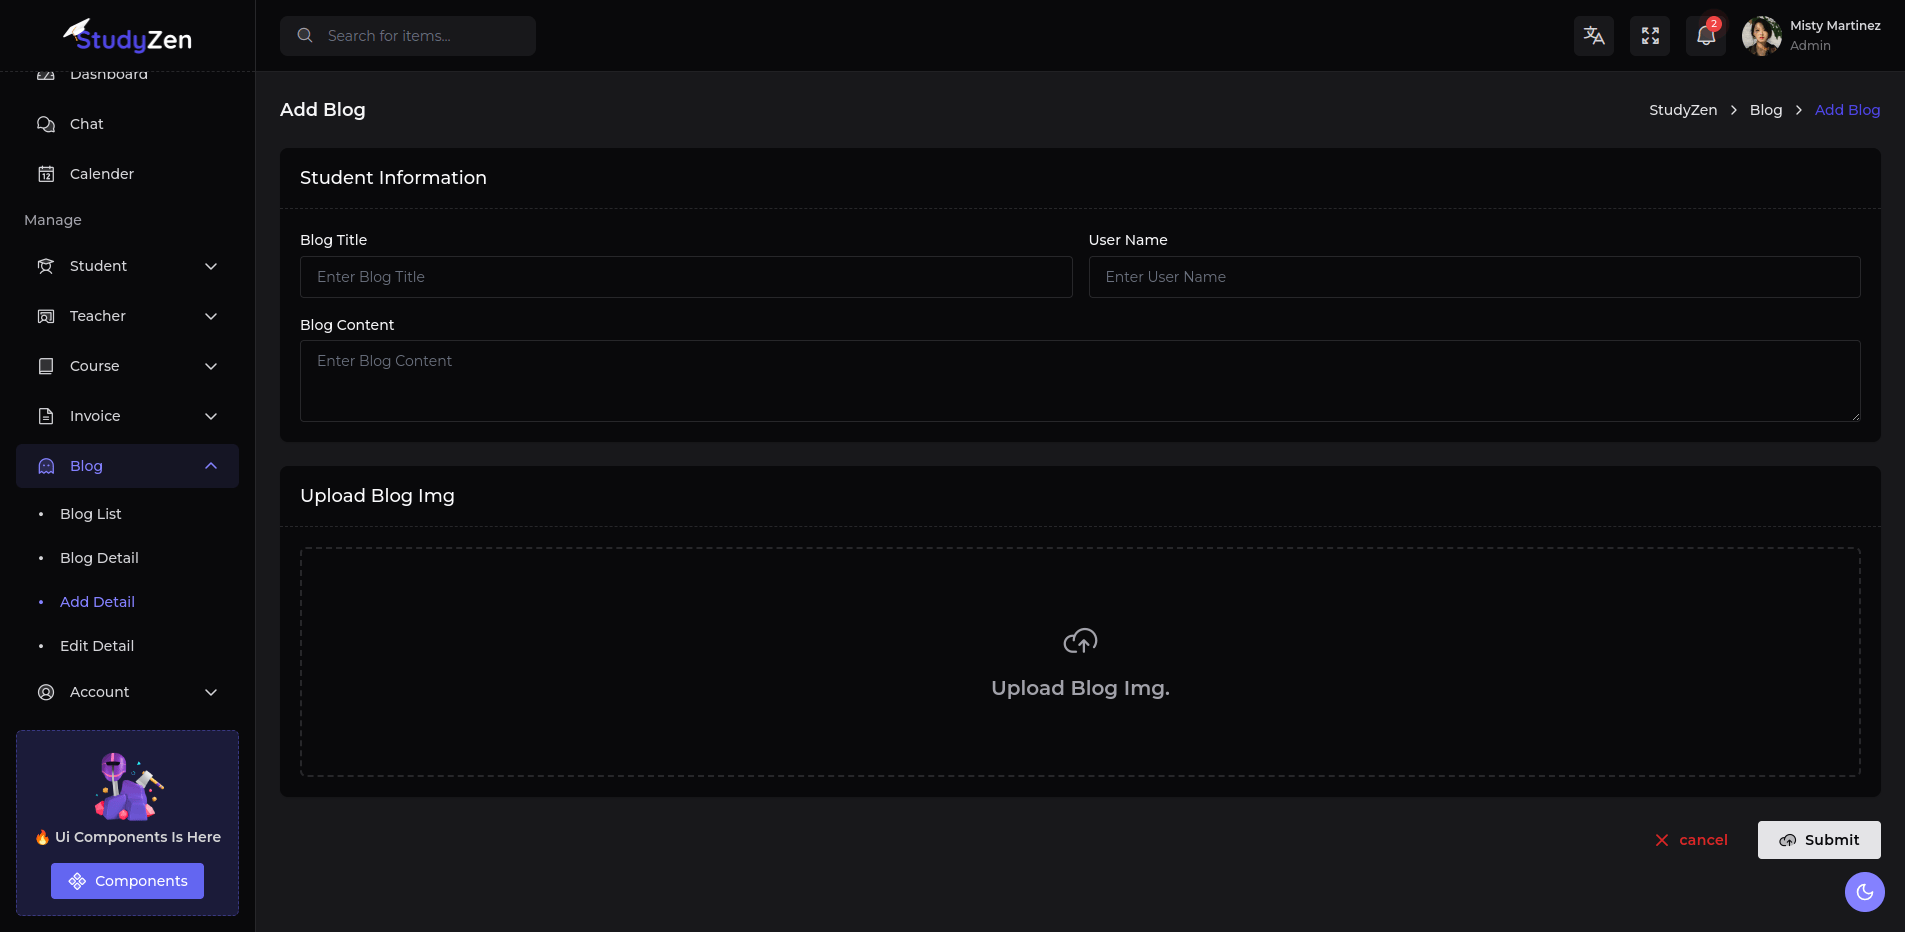 StudyZen
Search for items...
2
Misty Martinez
Admin
Dashboard
Chat
12
Calender
Manage
Student
Teacher
Course
Invoice
Blog
Blog List
Blog Detail
Add Detail
Edit Detail
Account
🔥 Ui Components Is Here
Components
Add Blog
StudyZen > Blog > Add Blog
Student Information
Blog Title
Enter Blog Title
User Name
Enter User Name
Blog Content
Enter Blog Content
Upload Blog Img
Upload Blog Img.
cancel
Submit